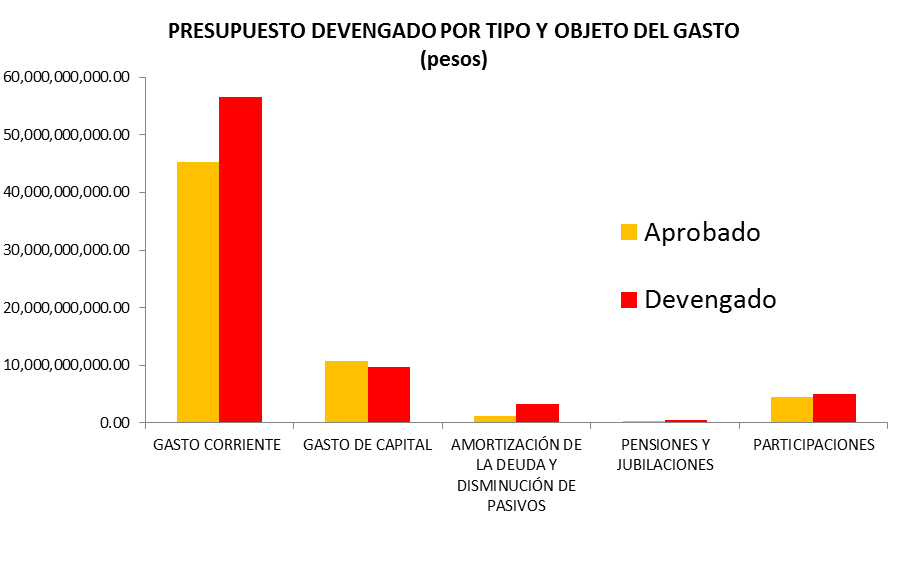 PRESUPUESTO DEVENGADO POR TIPO Y OBJETO DEL GASTO
(pesos)
60,000,000,000.00
50,000,000,000.00
40,000,000,000.00
30,000,000,000.00
20,000,000,000.00
10,000,000,000.00
0.00
Aprobado
Devengado
GASTO CORRIENTE
GASTO DE CAPITAL
AMORTIZACIÓN DE
LA DEUDA Y
DISMINUCIÓN DE
PASIVOS
PENSIONES Y
JUBILACIONES
PARTICIPACIONES